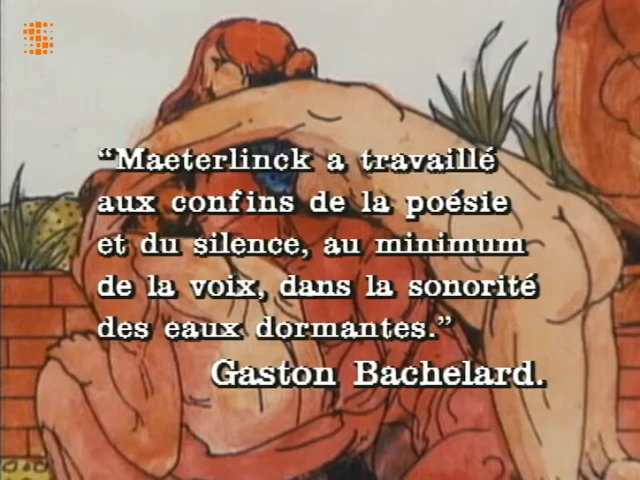 “Maeterlinck a travaillé
aux confins de la poésie
et du silence, au minimum
de la voix, dans la sonorité
des eaux dormantes.”
Gaston Bachelard.